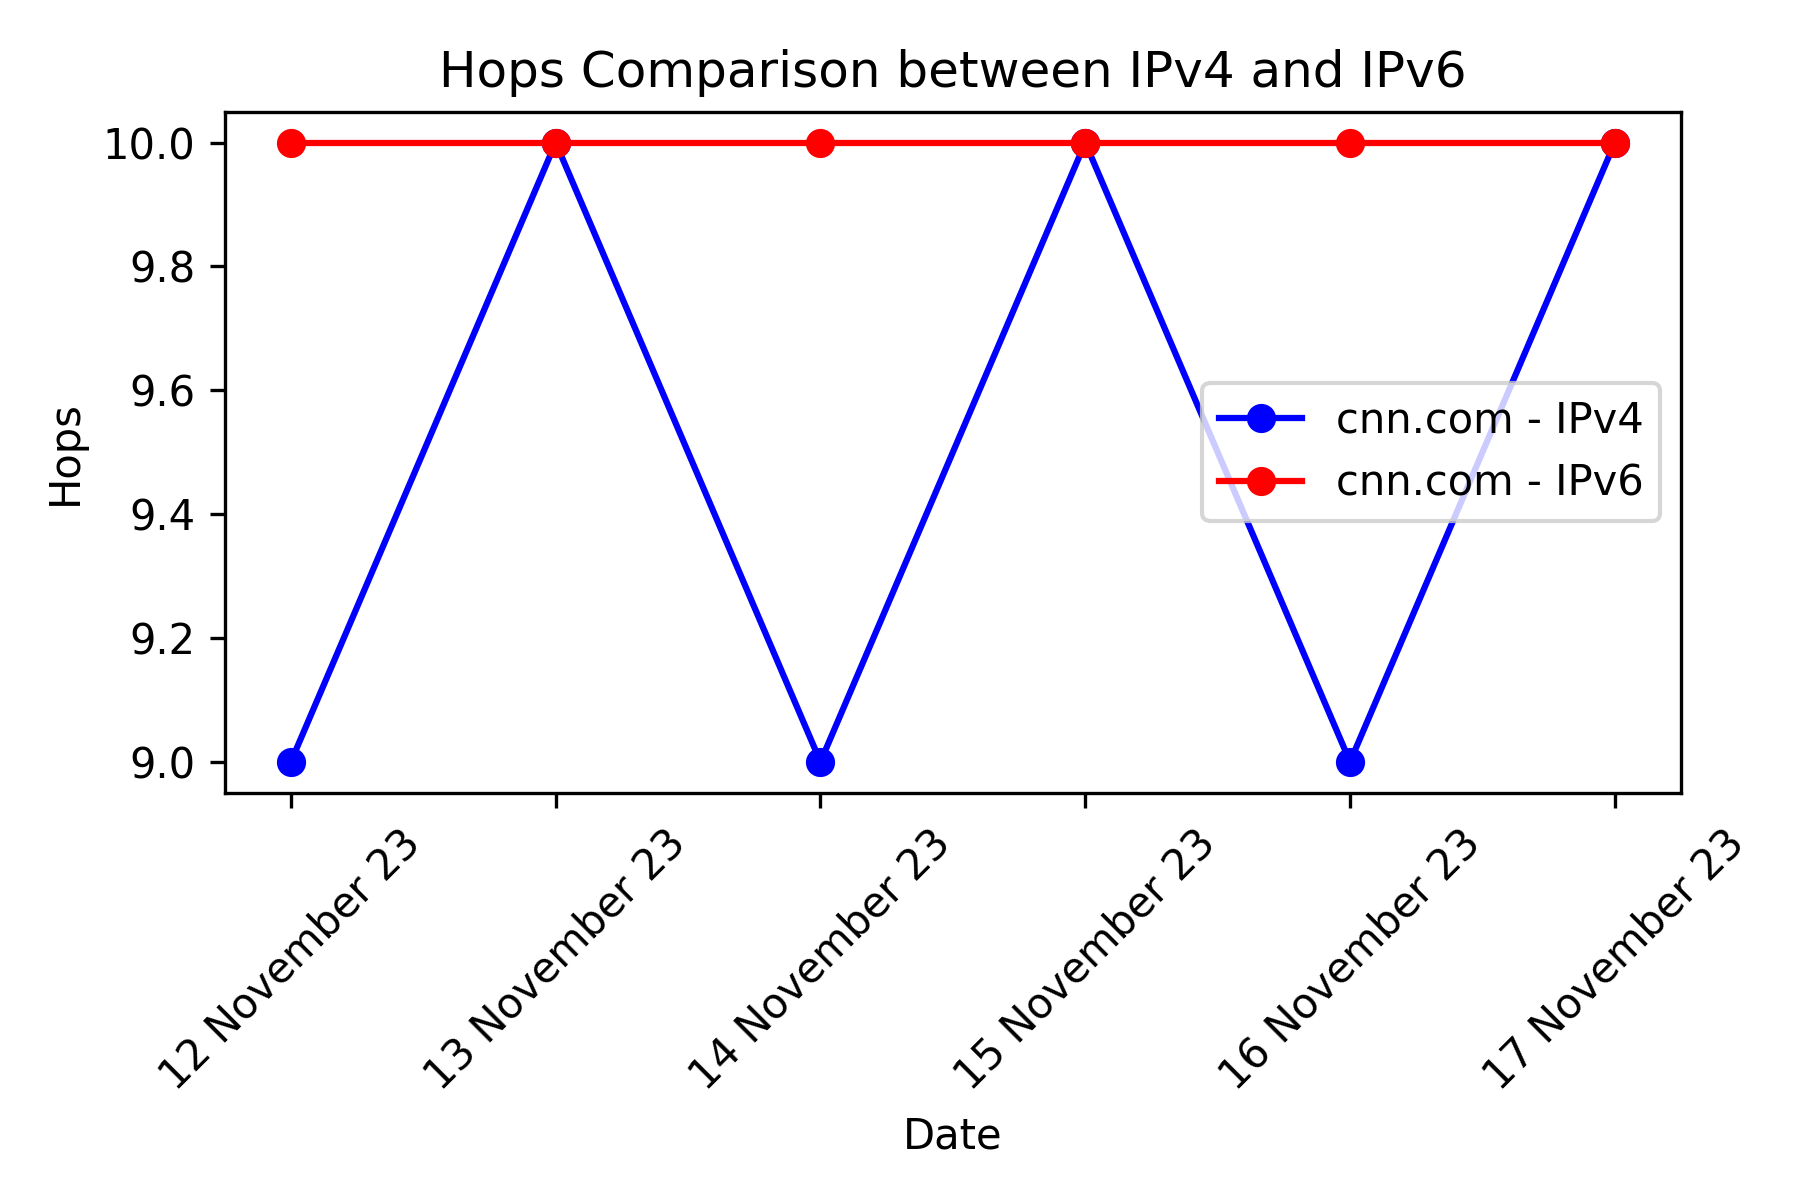 Hops Comparison between IPv4 and IPv6
10.0
9.8
9.6
9.4
9.2
9.0
Hops
cnn.com - IPv4
cnn.com - IPv6
12 November 23
13 November 23
14 November 23
15 November 23
16 November 23
17 November 23
Date